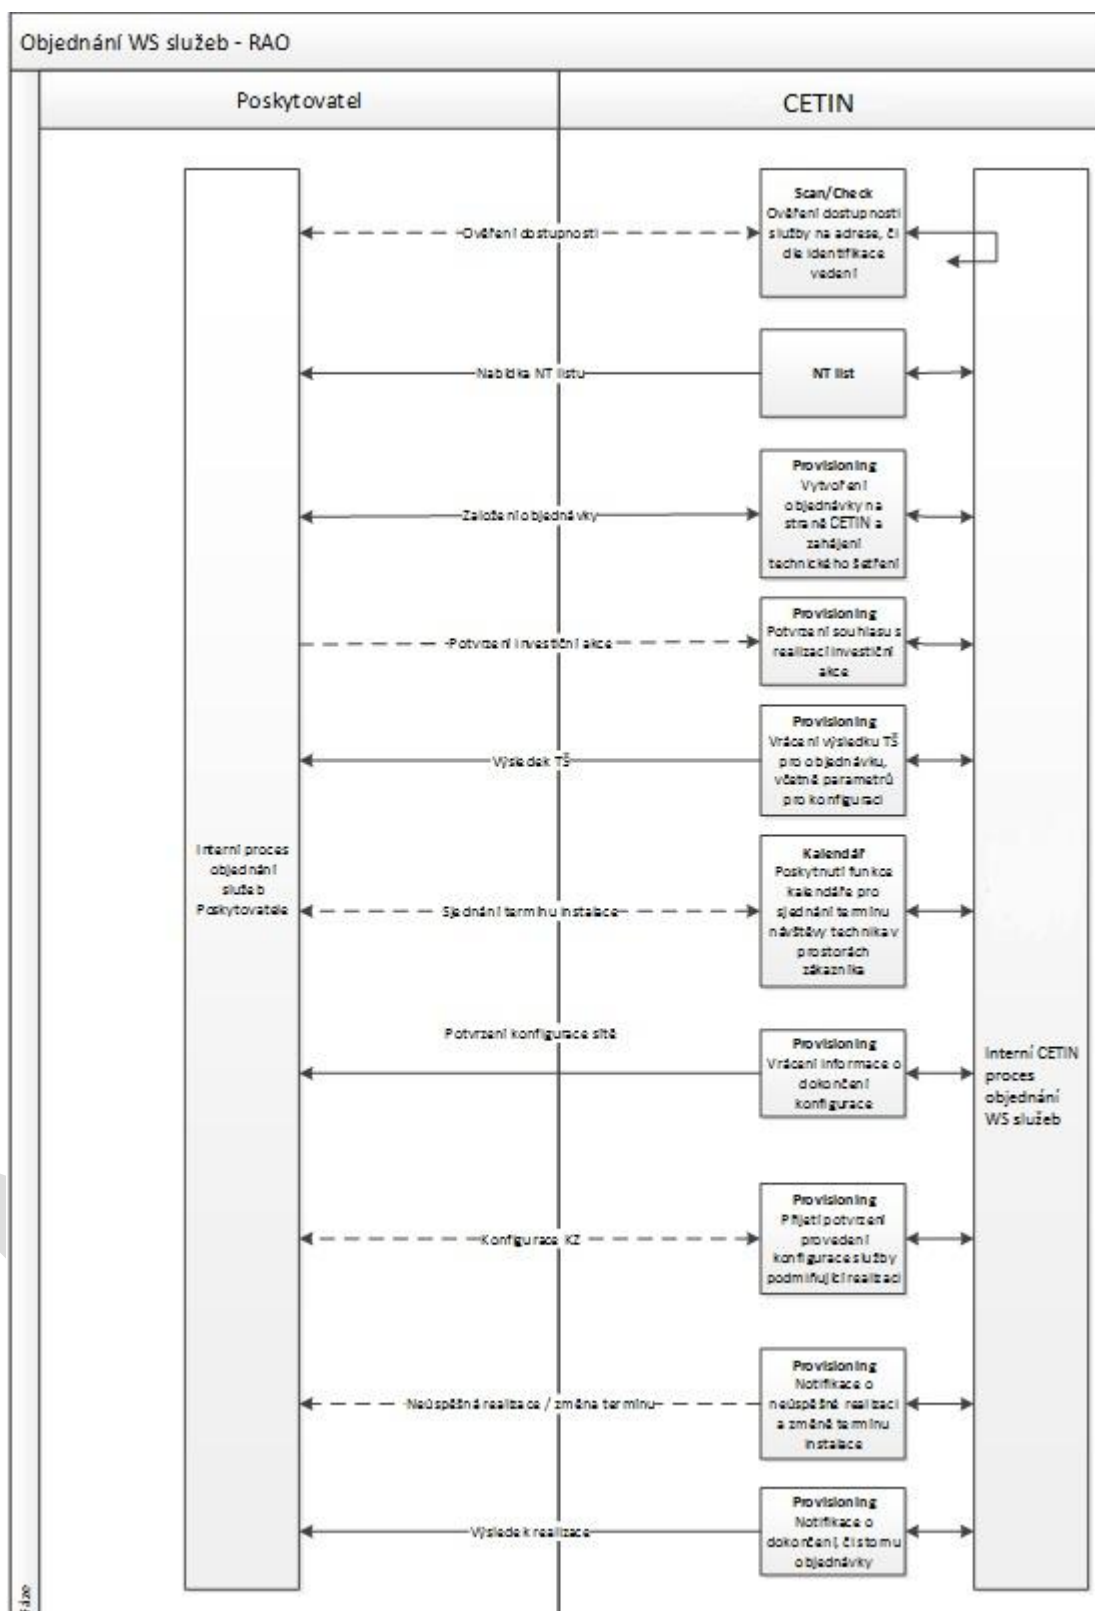 Objednání WS služeb - RAO
Poskytovatel
CETIN
Scan/Check
Ověření dostupnosti
služby na adrese, či
dle identifikace
vedení
Ověření dostupnosti
Nabídka NT listu
NT list
Provisioning
Vytvoření
objednávky na
straně CETIN a
zahájení
technického šetření
Založení objednávky
Provisioning
Potvrzení souhlasu s
realizací investiční
akce
Potvrzení investiční akce
Provisioning
Vrácení výsledku TŠ
pro objednávku,
včetně parametrů
pro konfiguraci
Výsledek TŠ
Interní proces
objednání
služeb
Poskytovatele
Kalendář
Poskytnutí funkce
kalendáře pro
sjednání termínu
návštěvy technika v
prostorách
zákazníka
Sjednání termínu instalace
Potvrzení konfigurace sítě
Provisioning
Vrácení informace o
dokončení
konfigurace
Interní CETIN
proces
objednání
WS služeb
Provisioning
Přijetí potvrzení
provedení
konfigurace služby
podmiňující realizaci
Konfigurace KZ
Provisioning
Notifikace o
neúspěšné realizaci
a změně termínu
instalace
Neúspěšná realizace / změna termínu
Provisioning
Notifikace o
dokončení, či stornu
objednávky
Výsledek realizace
Fáze